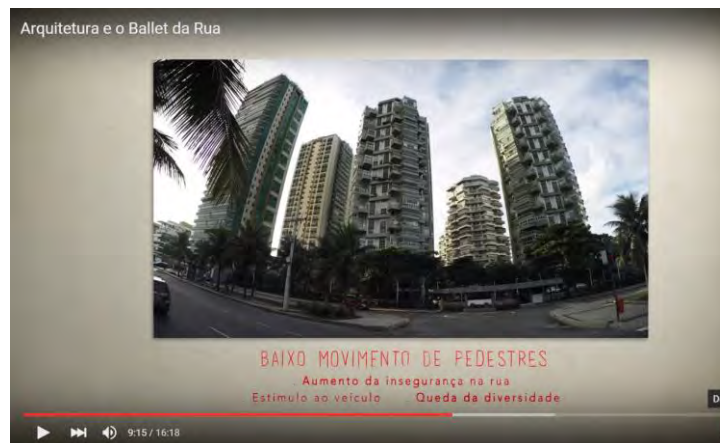 Arquitetura e o Ballet da Rua
BAIXO MOVIMENTO DE PEDESTRES
Aumento da insegurança na rua
Estímulo ao veículo Queda da diversidade
D
9:15 / 16:18